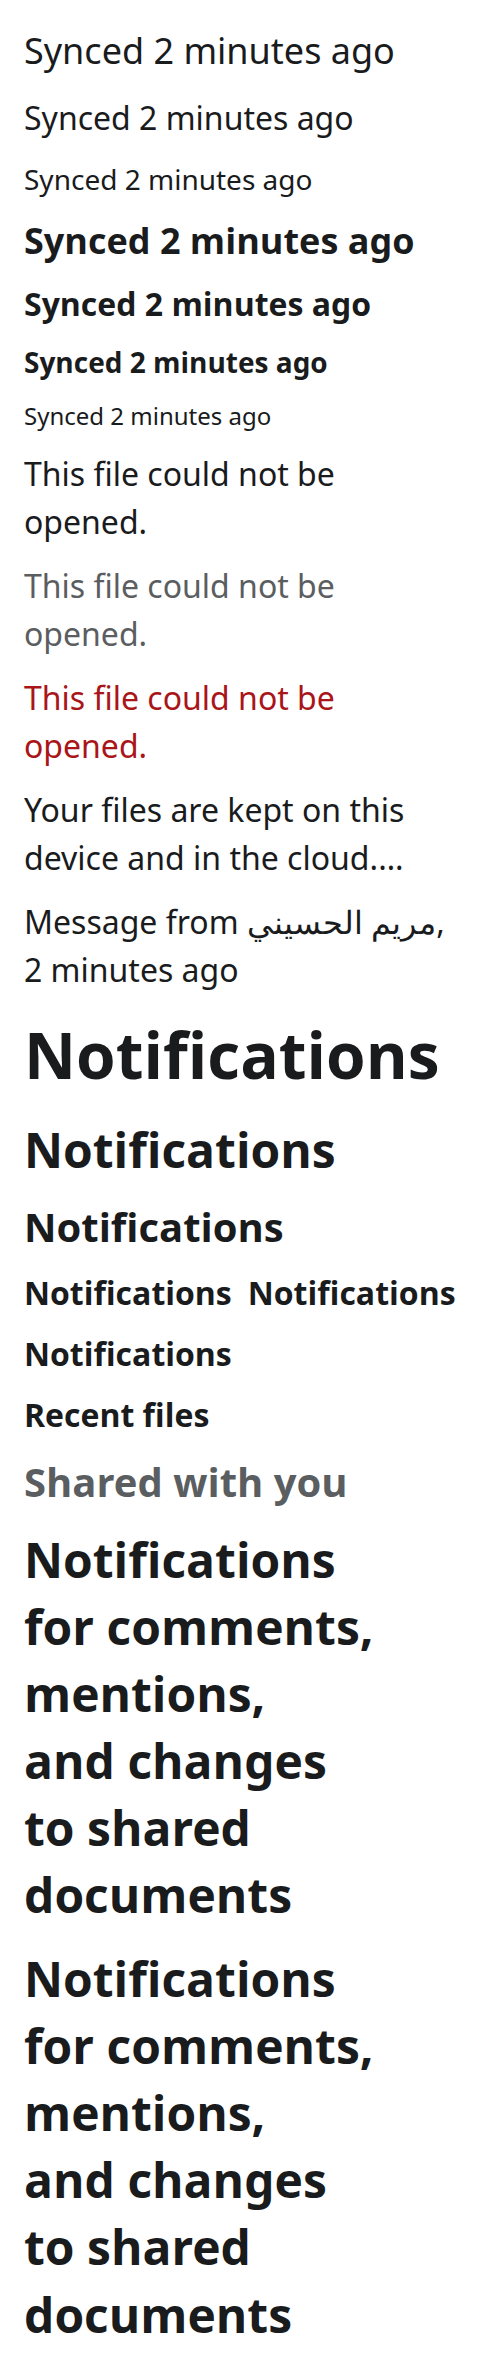 Synced 2 minutes ago
Synced 2 minutes ago
Synced 2 minutes ago
Synced 2 minutes ago
Synced 2 minutes ago
Synced 2 minutes ago
Synced 2 minutes ago
This file could not be
opened.
This file could not be
opened.
This file could not be
opened.
Your files are kept on this
device and in the cloud....
Message from مريم الحسيني,
2 minutes ago
Notifications
Notifications
Notifications
Notifications Notifications
Notifications
Recent files
Shared with you
Notifications
for comments,
mentions,
and changes
to shared
documents
Notifications
for comments,
mentions,
and changes
to shared
documents